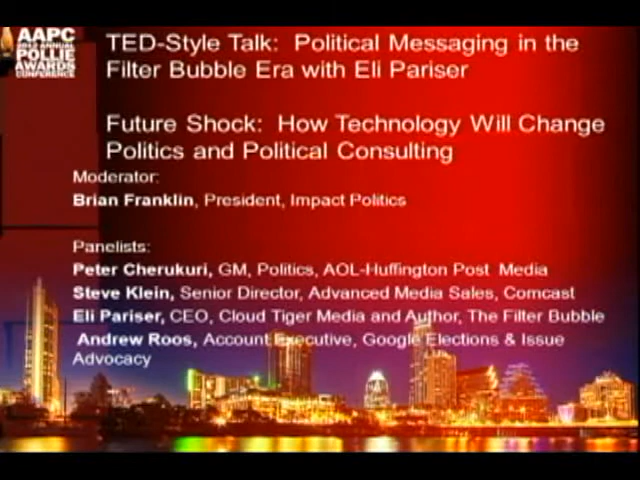 AAPC
2012 ANNUAL
POLLIE
AWARDS
CONFERENCE
TED-Style Talk: Political Messaging in the
Filter Bubble Era with Eli Pariser
Future Shock: How Technology Will Change
Politics and Political Consulting
Moderator:
Brian Franklin, President, Impact Politics
Panelists:
Peter Cherukuri, GM, Politics, AOL-Huffington Post Media
Steve Klein, Senior Director, Advanced Media Sales, Comcast
Eli Pariser, CEO, Cloud Tiger Media and Author, The Filter Bubble
Andrew Roos, Account Executive, Google Elections & Issue
Advocacy